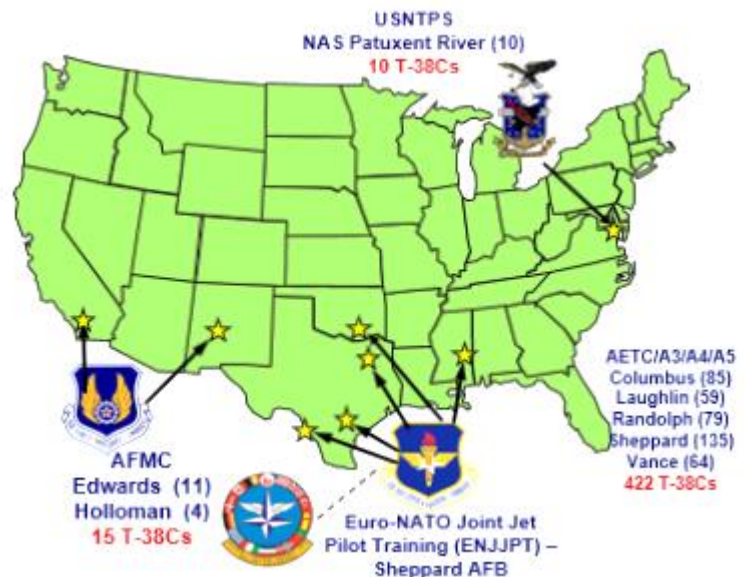 USNTPS
NAS Patuxent River (10)
10 T-38Cs
AETC/A3/A4/A5
Columbus (85)
Laughlin (59)
Randolph (79)
Sheppard (135)
Vance (64)
422 T-38Cs
AFMC
Edwards (11)
Holloman (4)
15 T-38Cs
Euro-NATO Joint Jet
Pilot Training (ENJJPT) –
Sheppard AFB